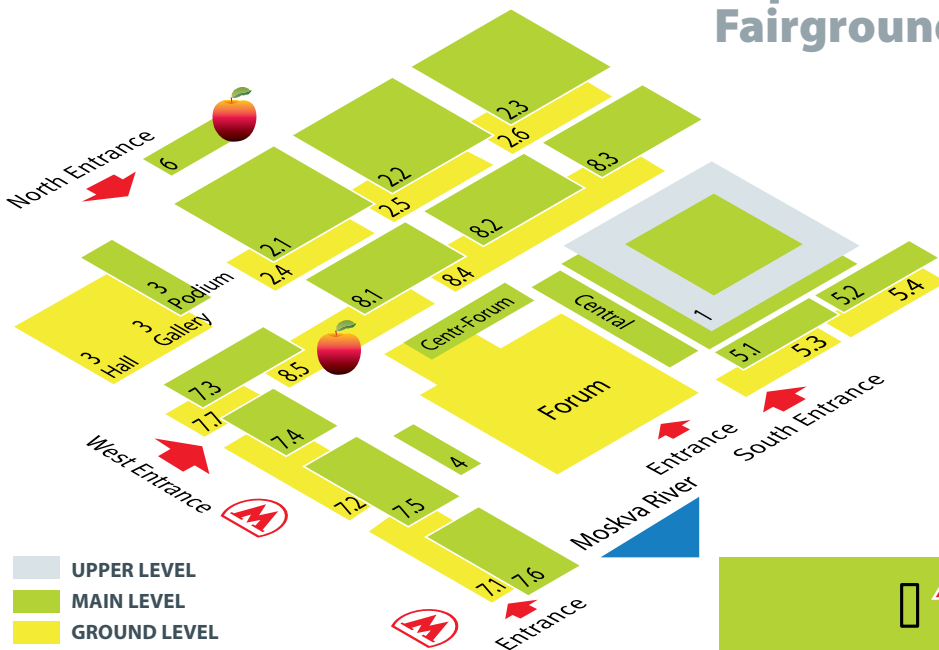 Fairground
North Entrance
6
2.3
2.6
2.2
2.5
8.3
2.1
2.4
8.2
8.4
8.1
8.5
3
Podium
3
Gallery
3
Hall
Centr-Forum
Central
1
5.2
5.4
5.1
5.3
7.3
7.7
7.4
7.2
7.5
4
Forum
7.1
7.6
West Entrance
M
M
Entrance
South Entrance
Entrance
Moskva River
UPPER LEVEL
MAIN LEVEL
GROUND LEVEL